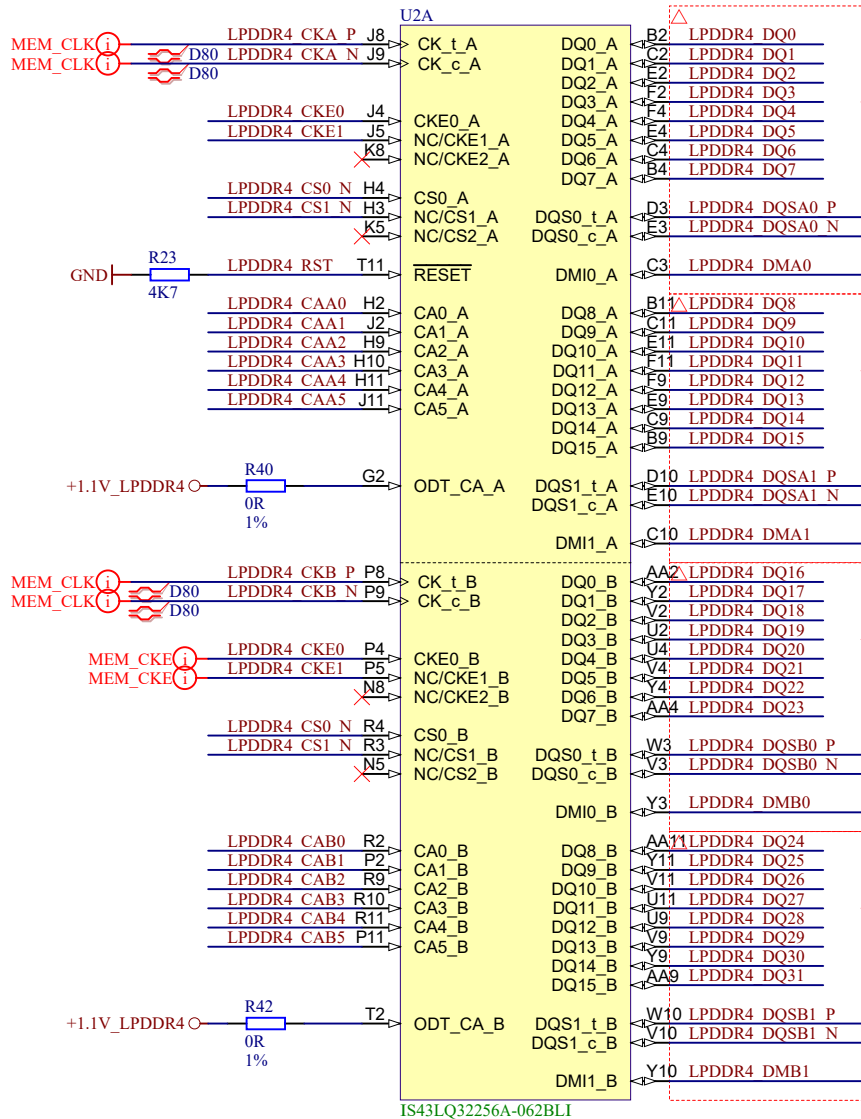 U2A
MEM_CLK i LPDDR4_CKA_P J8 CK_t_A DQ0_A B2 LPDDR4_DQ0
D80
MEM_CLK i LPDDR4_CKA_N J9 CK_c_A DQ1_A C2 LPDDR4_DQ1
D80
DQ2_A E2 LPDDR4_DQ2
DQ3_A F2 LPDDR4_DQ3
LPDDR4_CKE0 J4 CKE0_A DQ4_A F4 LPDDR4_DQ4
LPDDR4_CKE1 J5 NC/CKE1_A DQ5_A E4 LPDDR4_DQ5
K8 NC/CKE2_A DQ6_A C4 LPDDR4_DQ6
DQ7_A B4 LPDDR4_DQ7
LPDDR4_CS0_N H4 CS0_A
LPDDR4_CS1_N H3 NC/CS1_A DQS0_t_A D3 LPDDR4_DQSA0_P
K5 NC/CS2_A DQS0_c_A E3 LPDDR4_DQSA0_N
R23
GND LPDDR4_RST T11 RESET DMI0_A C3 LPDDR4_DMA0
4K7
LPDDR4_CAA0 H2 CA0_A DQ8_A B11 LPDDR4_DQ8
LPDDR4_CAA1 J2 CA1_A DQ9_A C11 LPDDR4_DQ9
LPDDR4_CAA2 H9 CA2_A DQ10_A E11 LPDDR4_DQ10
LPDDR4_CAA3 H10 CA3_A DQ11_A F11 LPDDR4_DQ11
LPDDR4_CAA4 H11 CA4_A DQ12_A F9 LPDDR4_DQ12
LPDDR4_CAA5 J11 CA5_A DQ13_A E9 LPDDR4_DQ13
DQ14_A C9 LPDDR4_DQ14
DQ15_A B9 LPDDR4_DQ15
R40
+1.1V_LPDDR4 G2 ODT_CA_A DQS1_t_A D10 LPDDR4_DQSA1_P
0R DQS1_c_A E10 LPDDR4_DQSA1_N
1%
DMI1_A C10 LPDDR4_DMA1
MEM_CLK i LPDDR4_CKB_P P8 CK_t_B DQ0_B AA2 LPDDR4_DQ16
D80
MEM_CLK i LPDDR4_CKB_N P9 CK_c_B DQ1_B Y2 LPDDR4_DQ17
D80
DQ2_B V2 LPDDR4_DQ18
DQ3_B U2 LPDDR4_DQ19
MEM_CKE i LPDDR4_CKE0 P4 CKE0_B DQ4_B U4 LPDDR4_DQ20
MEM_CKE i LPDDR4_CKE1 P5 NC/CKE1_B DQ5_B V4 LPDDR4_DQ21
N8 NC/CKE2_B DQ6_B Y4 LPDDR4_DQ22
DQ7_B AA4 LPDDR4_DQ23
LPDDR4_CS0_N R4 CS0_B
LPDDR4_CS1_N R3 NC/CS1_B DQS0_t_B W3 LPDDR4_DQSB0_P
N5 NC/CS2_B DQS0_c_B V3 LPDDR4_DQSB0_N
DMI0_B Y3 LPDDR4_DMB0
LPDDR4_CAB0 R2 CA0_B DQ8_B AA11 LPDDR4_DQ24
LPDDR4_CAB1 P2 CA1_B DQ9_B Y11 LPDDR4_DQ25
LPDDR4_CAB2 R9 CA2_B DQ10_B V11 LPDDR4_DQ26
LPDDR4_CAB3 R10 CA3_B DQ11_B U11 LPDDR4_DQ27
LPDDR4_CAB4 R11 CA4_B DQ12_B U9 LPDDR4_DQ28
LPDDR4_CAB5 P11 CA5_B DQ13_B V9 LPDDR4_DQ29
DQ14_B Y9 LPDDR4_DQ30
DQ15_B AA9 LPDDR4_DQ31
R42
+1.1V_LPDDR4 T2 ODT_CA_B DQS1_t_B W10 LPDDR4_DQSB1_P
0R DQS1_c_B V10 LPDDR4_DQSB1_N
1%
DMI1_B Y10 LPDDR4_DMB1
IS43LQ32256A-062BLI